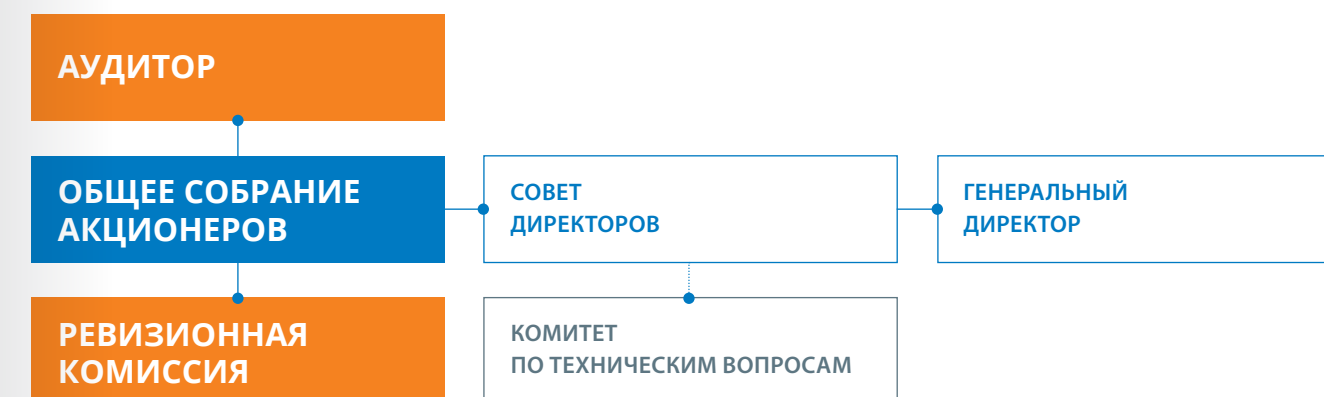 АУДИТОР
ОБЩЕЕ СОБРАНИЕ
АКЦИОНЕРОВ
СОВЕТ
ДИРЕКТОРОВ
ГЕНЕРАЛЬНЫЙ
ДИРЕКТОР
РЕВИЗИОННАЯ
КОМИССИЯ
КОМИТЕТ
ПО ТЕХНИЧЕСКИМ ВОПРОСАМ